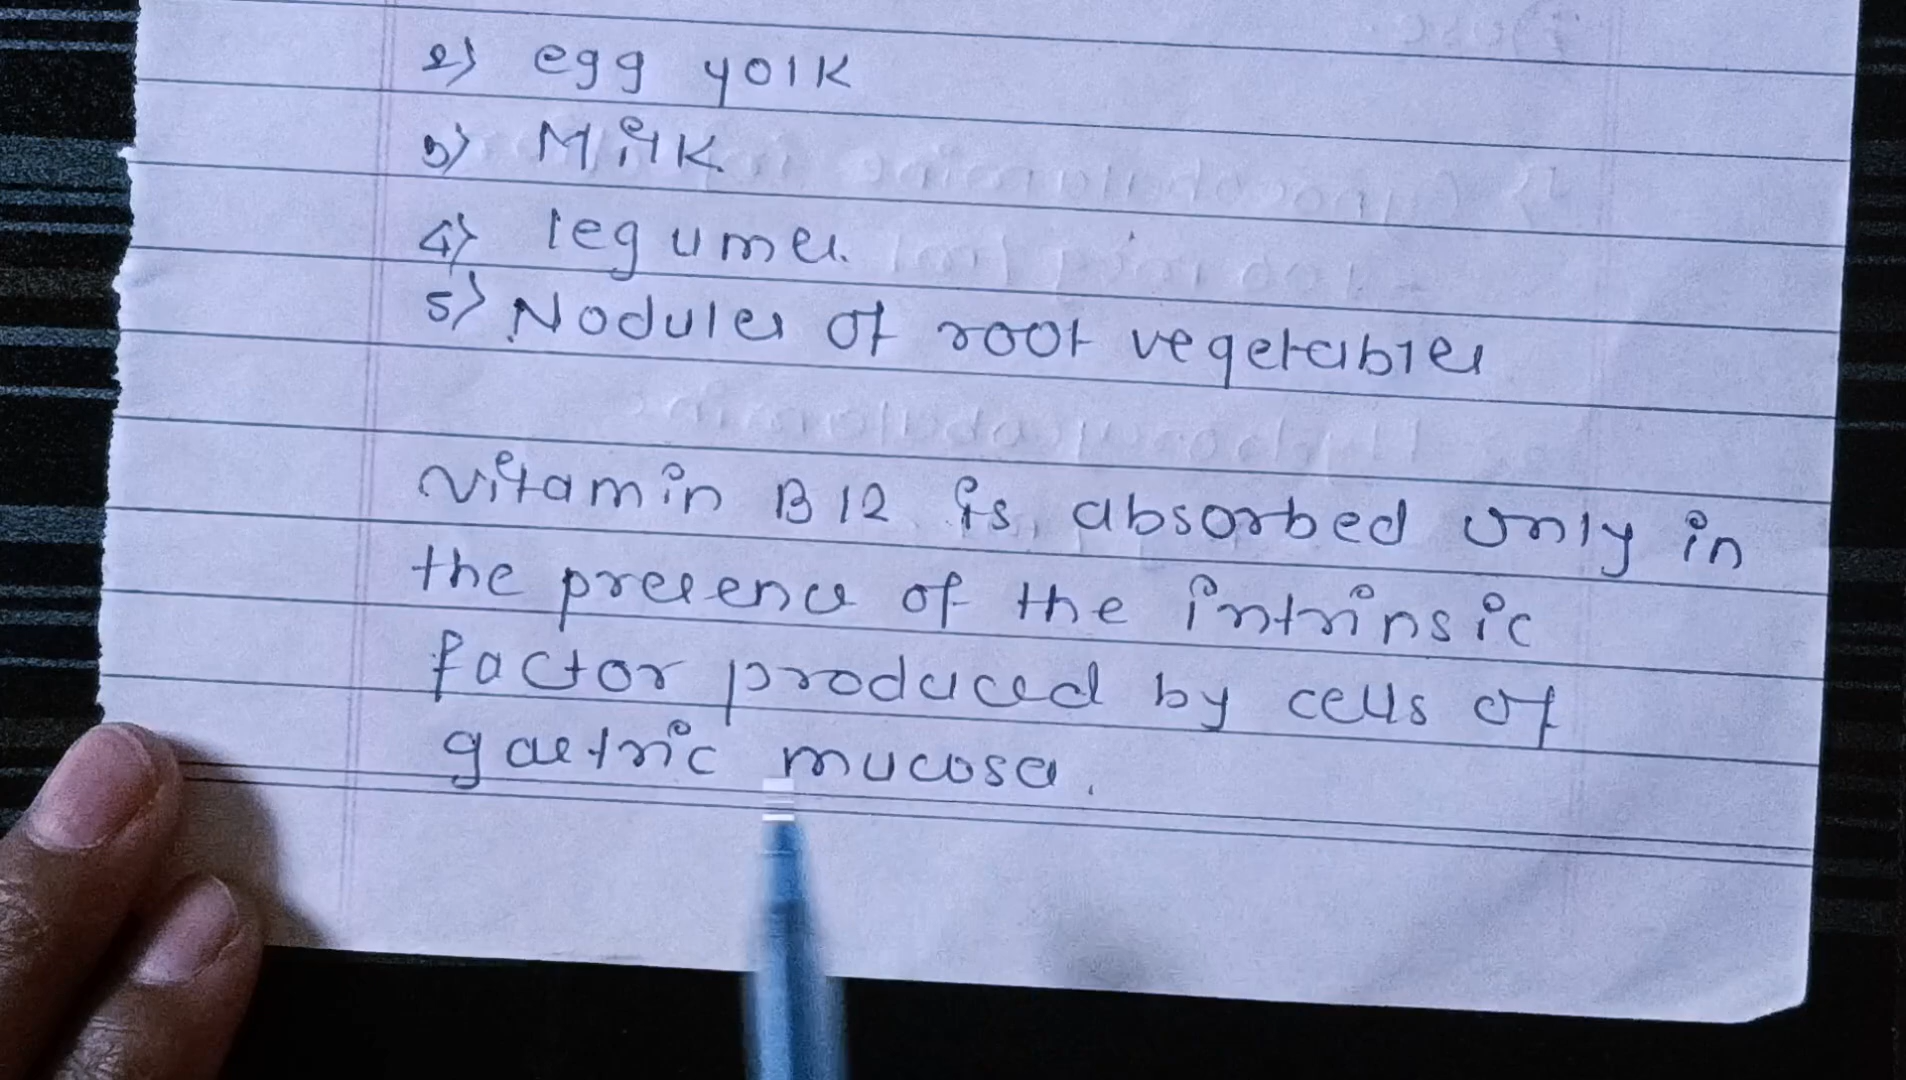 2) egg yolk
3) Milk
4) legumes.
5) Nodules of root vegetables
vitamin B12 is absorbed only in
the presence of the intrinsic
factor produced by cells of
gastric mucosa.